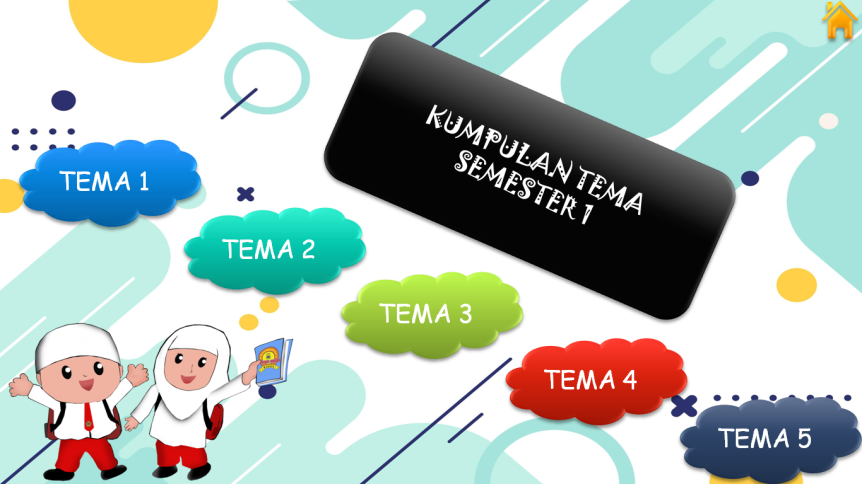 KUMPULAN TEMA
SEMESTER 1
TEMA 1
TEMA 2
TEMA 3
TEMA 4
TEMA 5